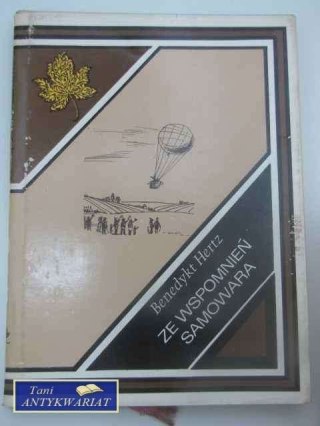 Benedykt Hertz
ZE WSPOMNIEŃ
SAMOWARA
Tani
ANTYKWARIAT